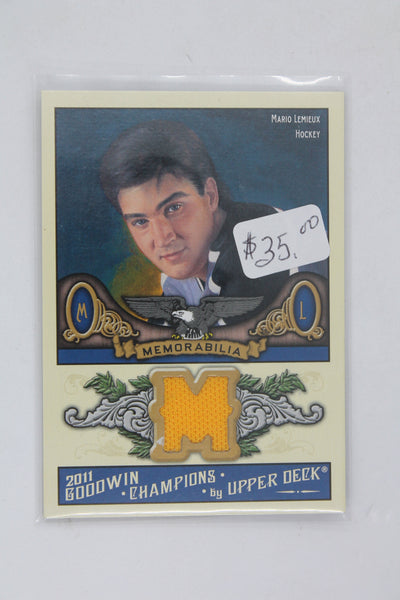 Mario Lemieux
Hockey
$35.00
M
L
MEMORABILIA
M
2011
GOODWIN
• CHAMPIONS •
by UPPER DECK®